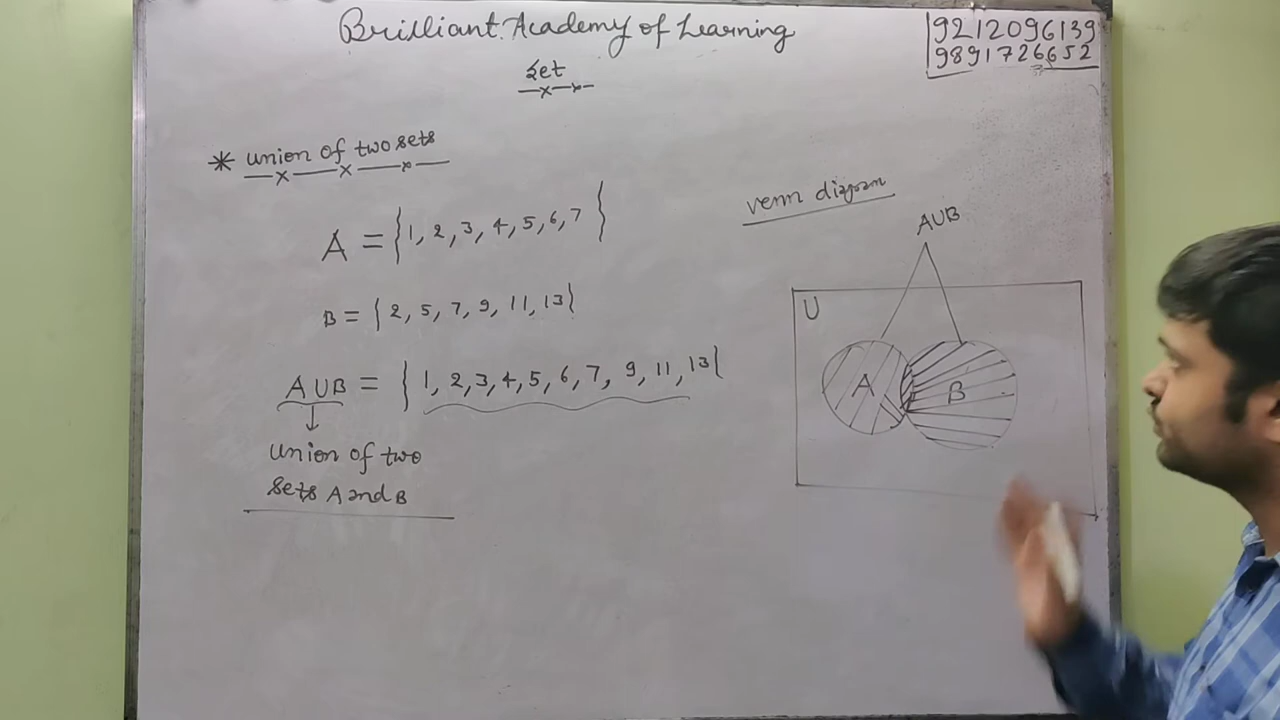 Brilliant Academy of Learning
9212096139
9891726652
Set
* union of two sets
A = {1, 2, 3, 4, 5, 6, 7}
B = {2, 5, 7, 9, 11, 13}
AUB = {1, 2, 3, 4, 5, 6, 7, 9, 11, 13}
union of two
sets A and B
venn diagram
AUB
U
A
B